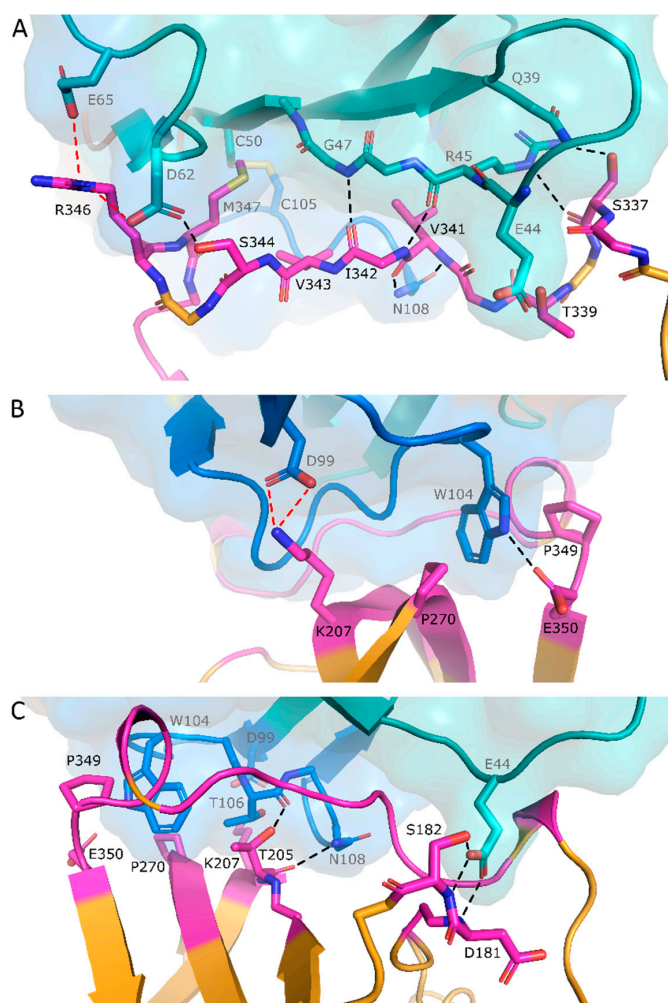 A
E65
Q39
C50
G47
D62
R45
R346
M347
C105
S337
V341
E44
S344
I342
V343
N108
T339
B
D99
W104
P349
K207
P270
E350
C
W104
D99
E44
P349
T106
S182
E350
P270
K207
T205
N108
D181